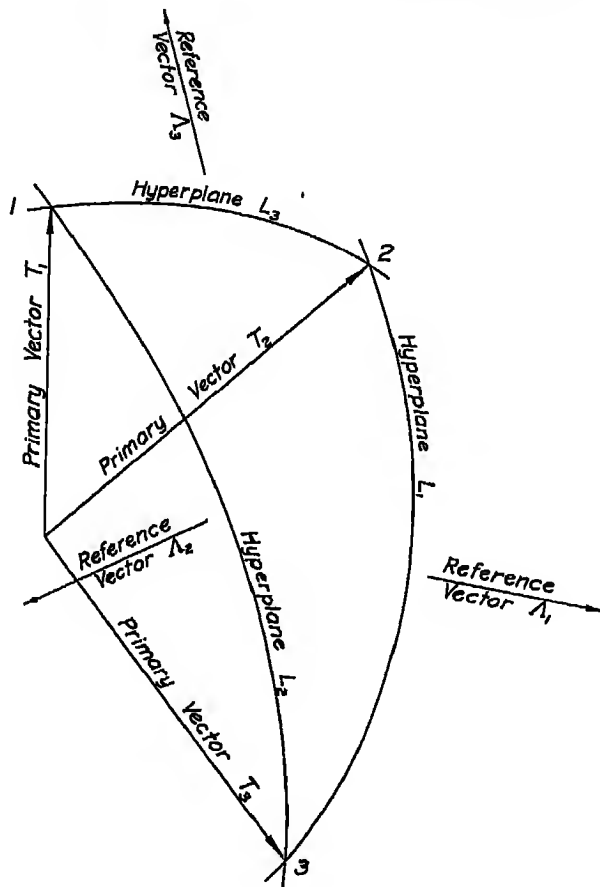 Reference
Vector Λ₃
1
Hyperplane L₃
2
Primary Vector T₁
Primary Vector T₂
Hyperplane L₁
Reference
Vector Λ₂
Hyperplane L₂
Reference
Vector Λ₁
Primary Vector T₃
3